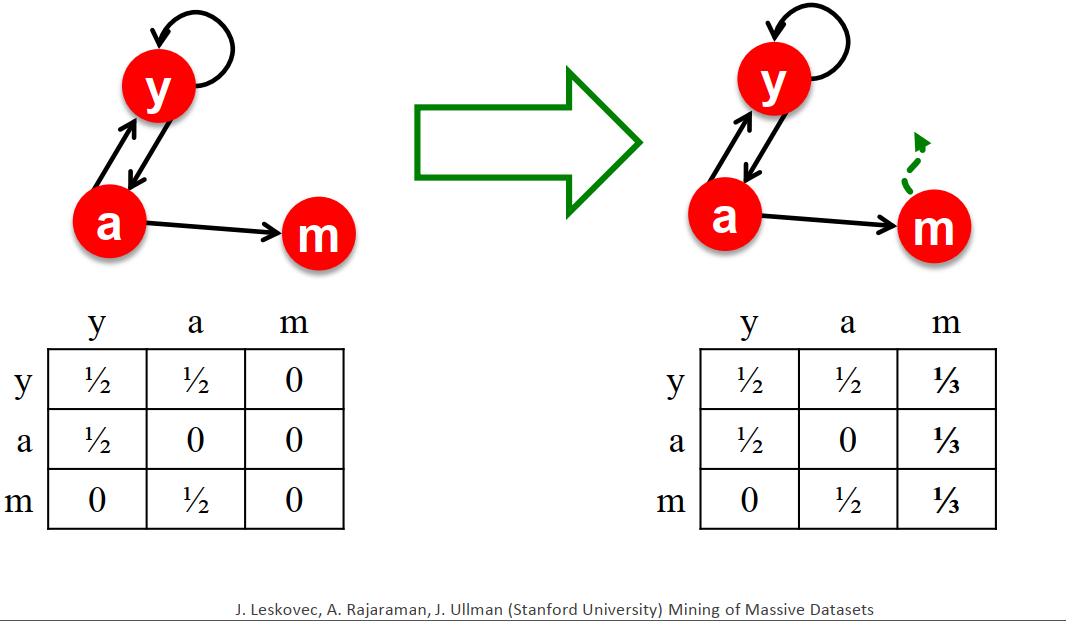 y
y
a
m
a
m
y a m
y a m
y ½ ½ 0
y ½ ½ ⅓
a ½ 0 0
a ½ 0 ⅓
m 0 ½ 0
m 0 ½ ⅓
J. Leskovec, A. Rajaraman, J. Ullman (Stanford University) Mining of Massive Datasets